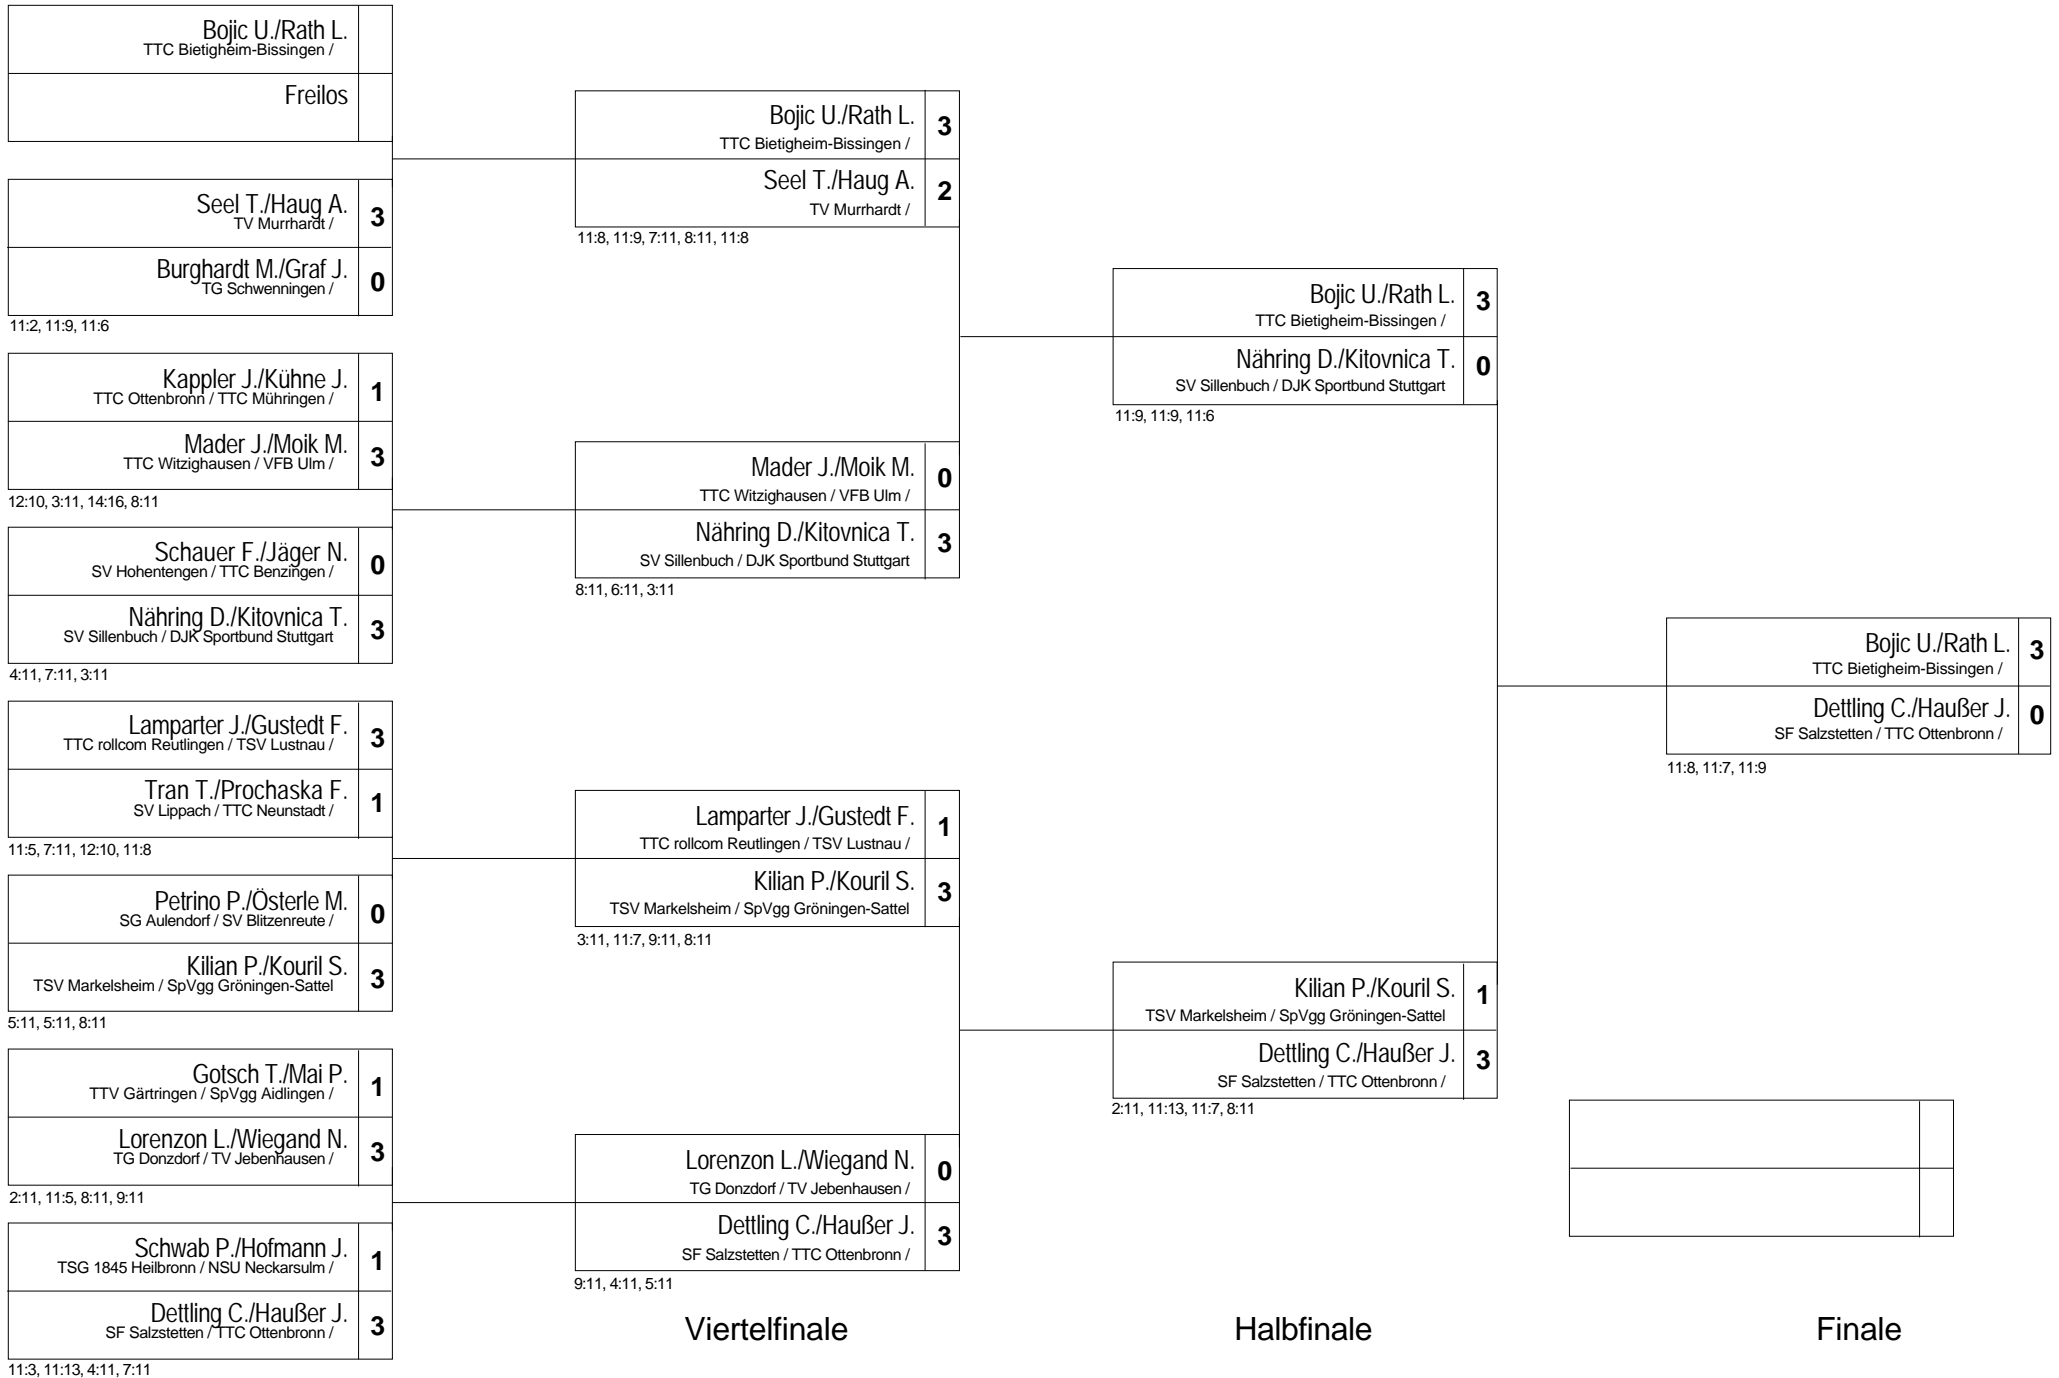 Bojic U./Rath L.
TTC Bietigheim-Bissingen /
Freilos
Seel T./Haug A. 3
TV Murrhardt /
Burghardt M./Graf J. 0
TG Schwenningen /
11:2, 11:9, 11:6
Kappler J./Kühne J. 1
TTC Ottenbronn / TTC Mühringen /
Mader J./Moik M. 3
TTC Witzighausen / VFB Ulm /
12:10, 3:11, 14:16, 8:11
Schauer F./Jäger N. 0
SV Hohentengen / TTC Benzingen /
Nähring D./Kitovnica T. 3
SV Sillenbuch / DJK Sportbund Stuttgart
4:11, 7:11, 3:11
Lamparter J./Gustedt F. 3
TTC rollcom Reutlingen / TSV Lustnau /
Tran T./Prochaska F. 1
SV Lippach / TTC Neunstadt /
11:5, 7:11, 12:10, 11:8
Petrino P./Österle M. 0
SG Aulendorf / SV Blitzenreute /
Kilian P./Kouril S. 3
TSV Markelsheim / SpVgg Gröningen-Sattel
5:11, 5:11, 8:11
Gotsch T./Mai P. 1
TTV Gärtringen / SpVgg Aidlingen /
Lorenzon L./Wiegand N. 3
TG Donzdorf / TV Jebenhausen /
2:11, 11:5, 8:11, 9:11
Schwab P./Hofmann J. 1
TSG 1845 Heilbronn / NSU Neckarsulm /
Dettling C./Haußer J. 3
SF Salzstetten / TTC Ottenbronn /
11:3, 11:13, 4:11, 7:11
Bojic U./Rath L. 3
TTC Bietigheim-Bissingen /
Seel T./Haug A. 2
TV Murrhardt /
11:8, 11:9, 7:11, 8:11, 11:8
Mader J./Moik M. 0
TTC Witzighausen / VFB Ulm /
Nähring D./Kitovnica T. 3
SV Sillenbuch / DJK Sportbund Stuttgart
8:11, 6:11, 3:11
Lamparter J./Gustedt F. 1
TTC rollcom Reutlingen / TSV Lustnau /
Kilian P./Kouril S. 3
TSV Markelsheim / SpVgg Gröningen-Sattel
3:11, 11:7, 9:11, 8:11
Lorenzon L./Wiegand N. 0
TG Donzdorf / TV Jebenhausen /
Dettling C./Haußer J. 3
SF Salzstetten / TTC Ottenbronn /
9:11, 4:11, 5:11
Viertelfinale
Bojic U./Rath L. 3
TTC Bietigheim-Bissingen /
Nähring D./Kitovnica T. 0
SV Sillenbuch / DJK Sportbund Stuttgart
11:9, 11:9, 11:6
Kilian P./Kouril S. 1
TSV Markelsheim / SpVgg Gröningen-Sattel
Dettling C./Haußer J. 3
SF Salzstetten / TTC Ottenbronn /
2:11, 11:13, 11:7, 8:11
Halbfinale
Bojic U./Rath L. 3
TTC Bietigheim-Bissingen /
Dettling C./Haußer J. 0
SF Salzstetten / TTC Ottenbronn /
11:8, 11:7, 11:9
Finale